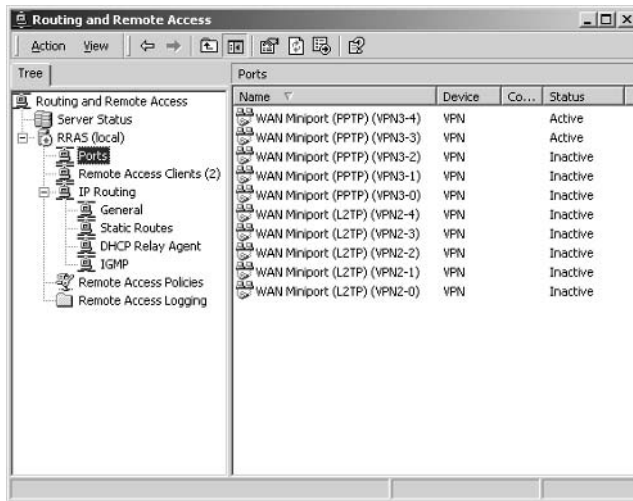 Routing and Remote Access
Action View
Tree
Ports
Routing and Remote Access
Server Status
RRAS (local)
Ports
Remote Access Clients (2)
IP Routing
General
Static Routes
DHCP Relay Agent
IGMP
Remote Access Policies
Remote Access Logging
Name Device Co... Status
WAN Miniport (PPTP) (VPN3-4) VPN Active
WAN Miniport (PPTP) (VPN3-3) VPN Active
WAN Miniport (PPTP) (VPN3-2) VPN Inactive
WAN Miniport (PPTP) (VPN3-1) VPN Inactive
WAN Miniport (PPTP) (VPN3-0) VPN Inactive
WAN Miniport (L2TP) (VPN2-4) VPN Inactive
WAN Miniport (L2TP) (VPN2-3) VPN Inactive
WAN Miniport (L2TP) (VPN2-2) VPN Inactive
WAN Miniport (L2TP) (VPN2-1) VPN Inactive
WAN Miniport (L2TP) (VPN2-0) VPN Inactive